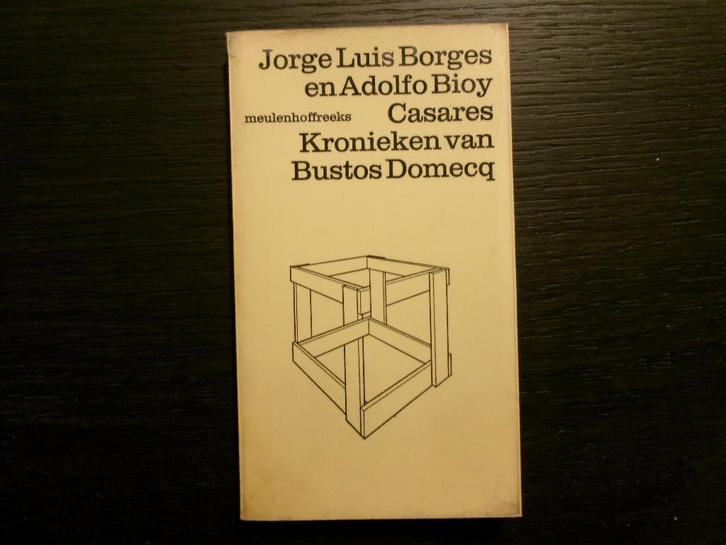 Jorge Luis Borges
en Adolfo Bioy
meulenhoffreeks Casares
Kronieken van
Bustos Domecq